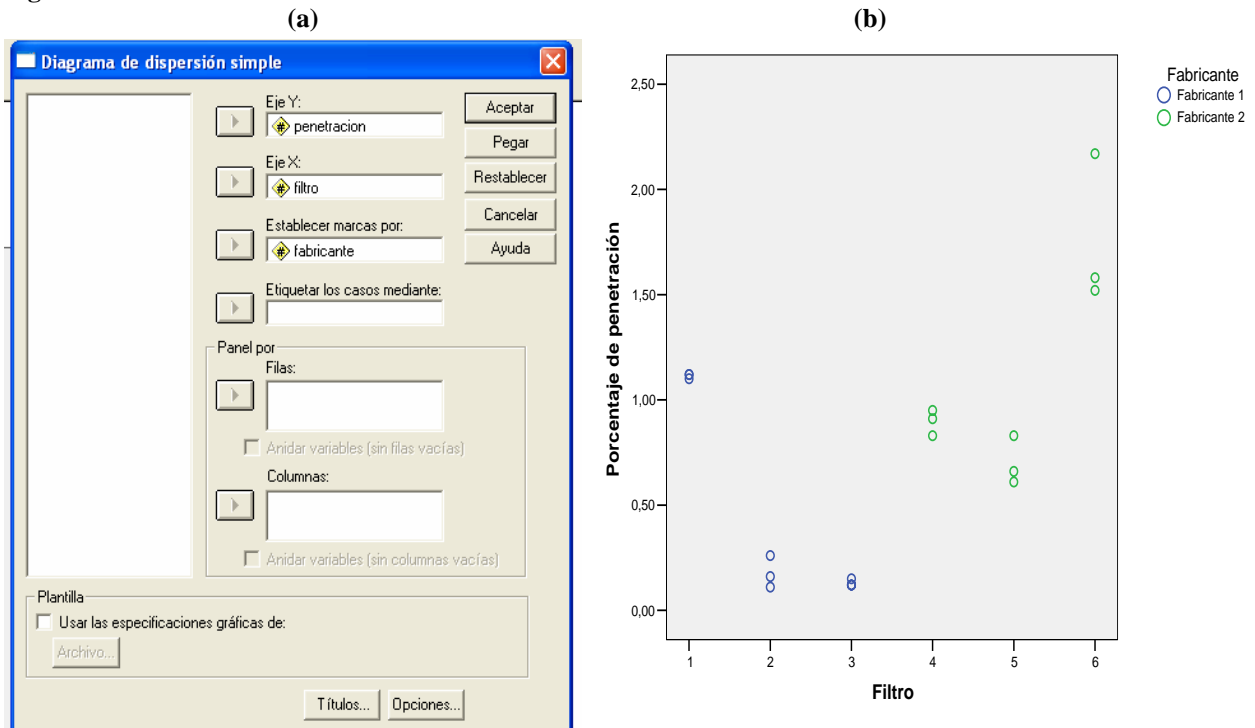 (a)
Diagrama de dispersión simple
Eje Y:
penetracion
Eje X:
filtro
Establecer marcas por:
fabricante
Etiquetar los casos mediante:
Aceptar
Pegar
Restablecer
Cancelar
Ayuda
Panel por
Filas:
Anidar variables (sin filas vacías)
Columnas:
Anidar variables (sin columnas vacías)
Plantilla
Usar las especificaciones gráficas de:
Archivo...
Títulos...
Opciones...
(b)
2,50
2,00
1,50
1,00
0,50
0,00
Porcentaje de penetración
1 2 3 4 5 6
Filtro
Fabricante
Fabricante 1
Fabricante 2